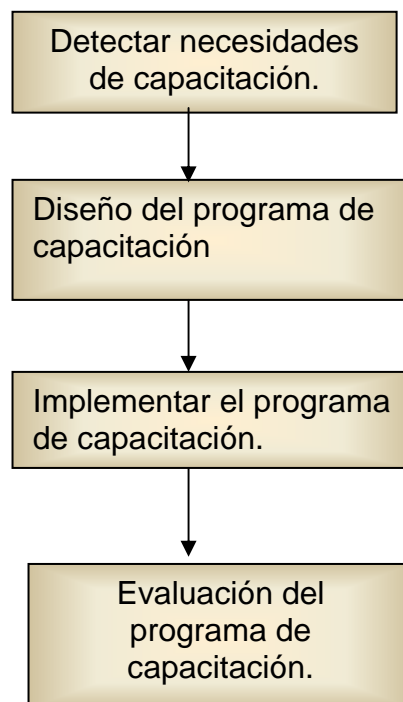 Detectar necesidades
de capacitación.
Diseño del programa de
capacitación
Implementar el programa
de capacitación.
Evaluación del
programa de
capacitación.